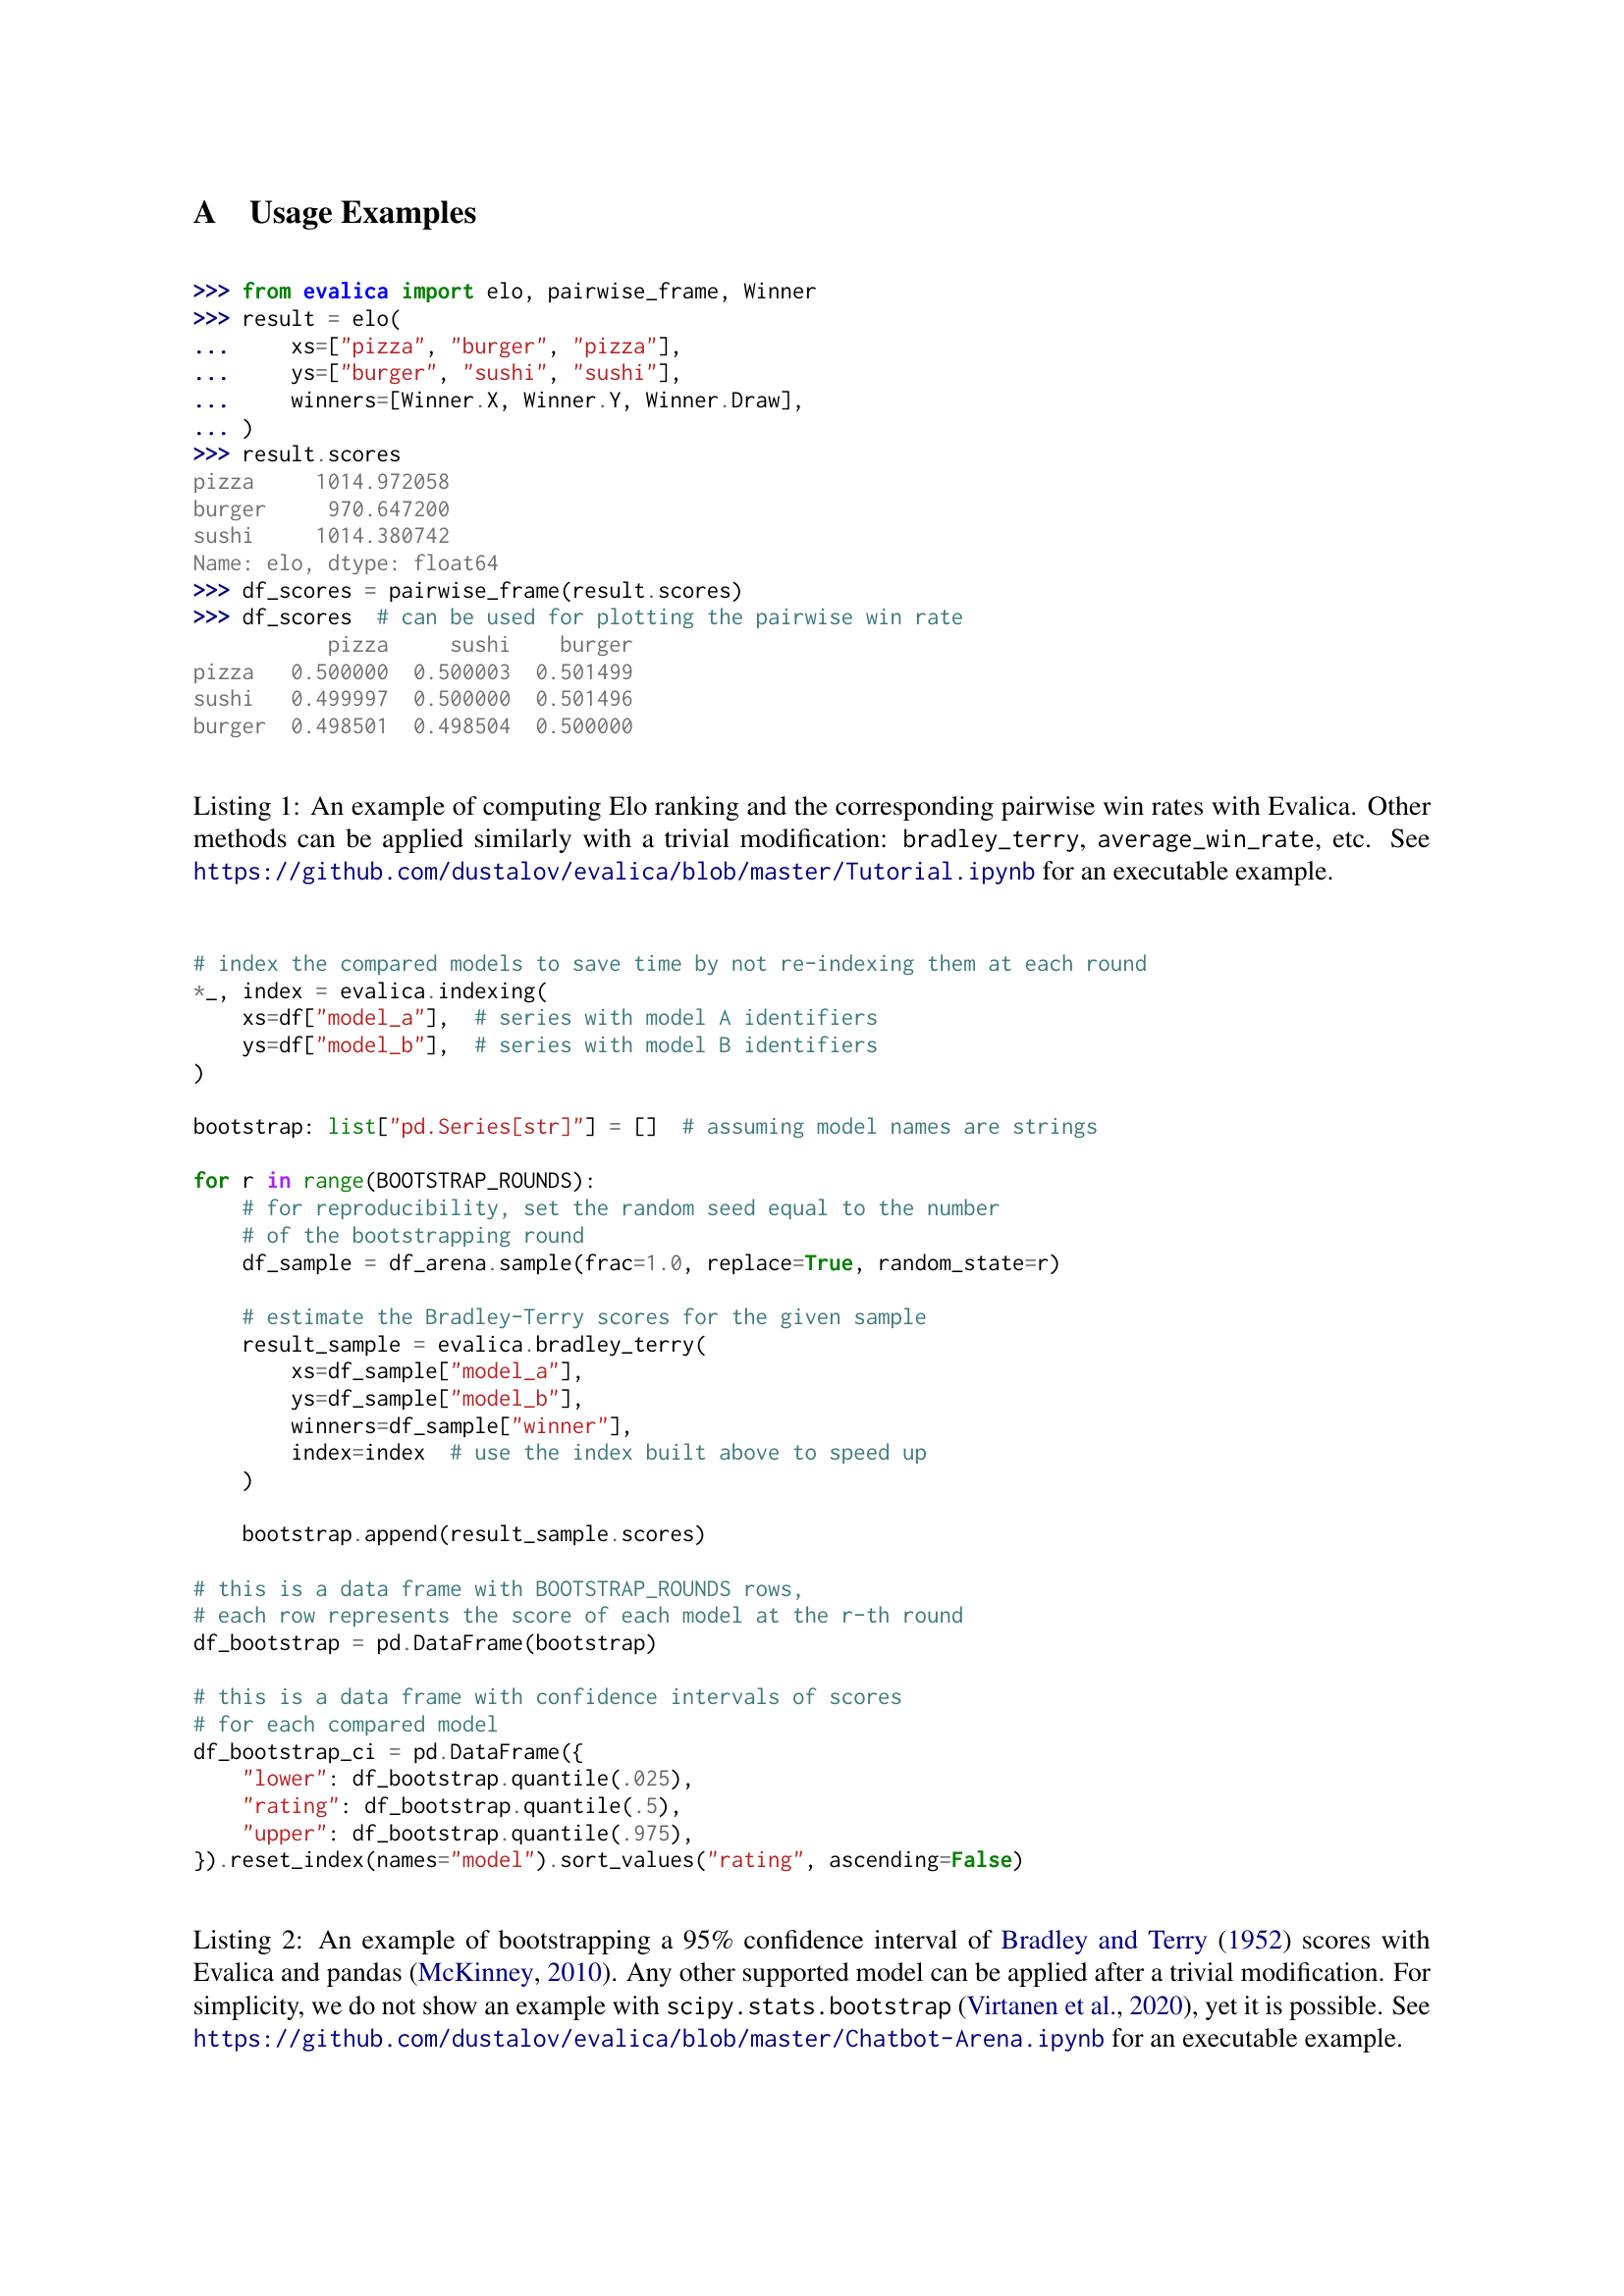 A Usage Examples
>>> from evalica import elo, pairwise_frame, Winner
>>> result = elo(
...     xs=["pizza", "burger", "pizza"],
...     ys=["burger", "sushi", "sushi"],
...     winners=[Winner.X, Winner.Y, Winner.Draw],
... )
>>> result.scores
pizza     1014.972058
burger     970.647200
sushi     1014.380742
Name: elo, dtype: float64
>>> df_scores = pairwise_frame(result.scores)
>>> df_scores  # can be used for plotting the pairwise win rate
           pizza     sushi    burger
pizza   0.500000  0.500003  0.501499
sushi   0.499997  0.500000  0.501496
burger  0.498501  0.498504  0.500000
Listing 1: An example of computing Elo ranking and the corresponding pairwise win rates with Evalica. Other
methods can be applied similarly with a trivial modification: bradley_terry, average_win_rate, etc. See
https://github.com/dustalov/evalica/blob/master/Tutorial.ipynb for an executable example.
# index the compared models to save time by not re-indexing them at each round
*_, index = evalica.indexing(
    xs=df["model_a"],  # series with model A identifiers
    ys=df["model_b"],  # series with model B identifiers
)
bootstrap: list["pd.Series[str]"] = []  # assuming model names are strings
for r in range(BOOTSTRAP_ROUNDS):
    # for reproducibility, set the random seed equal to the number
    # of the bootstrapping round
    df_sample = df_arena.sample(frac=1.0, replace=True, random_state=r)
    # estimate the Bradley-Terry scores for the given sample
    result_sample = evalica.bradley_terry(
        xs=df_sample["model_a"],
        ys=df_sample["model_b"],
        winners=df_sample["winner"],
        index=index  # use the index built above to speed up
    )
    bootstrap.append(result_sample.scores)
# this is a data frame with BOOTSTRAP_ROUNDS rows,
# each row represents the score of each model at the r-th round
df_bootstrap = pd.DataFrame(bootstrap)
# this is a data frame with confidence intervals of scores
# for each compared model
df_bootstrap_ci = pd.DataFrame({
    "lower": df_bootstrap.quantile(.025),
    "rating": df_bootstrap.quantile(.5),
    "upper": df_bootstrap.quantile(.975),
}).reset_index(names="model").sort_values("rating", ascending=False)
Listing 2: An example of bootstrapping a 95% confidence interval of Bradley and Terry (1952) scores with
Evalica and pandas (McKinney, 2010). Any other supported model can be applied after a trivial modification. For
simplicity, we do not show an example with scipy.stats.bootstrap (Virtanen et al., 2020), yet it is possible. See
https://github.com/dustalov/evalica/blob/master/Chatbot-Arena.ipynb for an executable example.